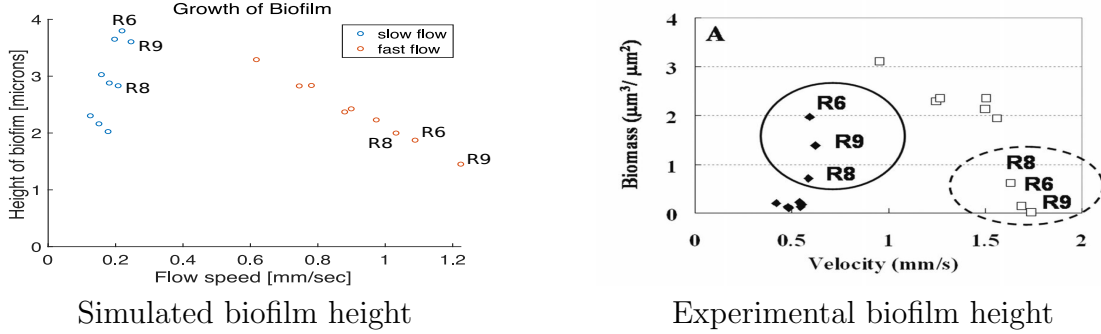 Growth of Biofilm
Height of biofilm [microns]
4
3
2
1
0
R6
R9
R8
slow flow
fast flow
R8
R6
R9
0
0.2
0.4
0.6
0.8
1
1.2
Flow speed [mm/sec]
Simulated biofilm height
A
Biomass (μm³/ μm²)
4
3
2
1
0
R6
R9
R8
R8
R6
R9
0
0.5
1
1.5
2
Velocity (mm/s)
Experimental biofilm height